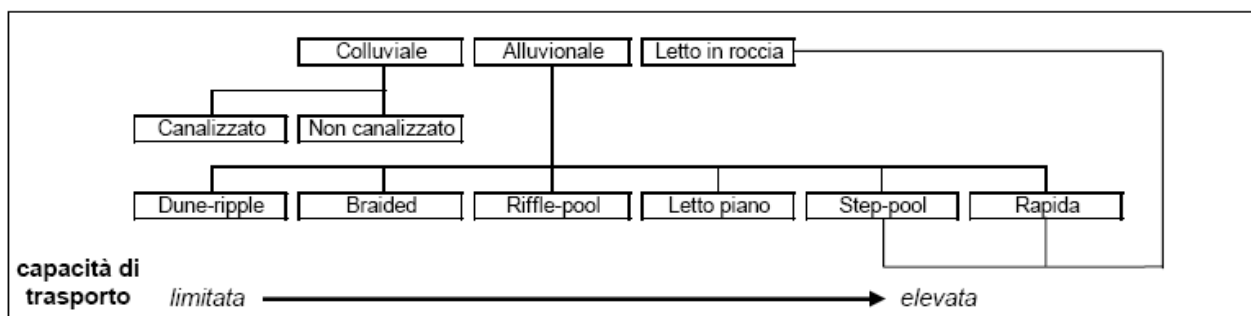 Colluviale Alluvionale Letto in roccia
Canalizzato Non canalizzato
Dune-ripple Braided Riffle-pool Letto piano Step-pool Rapida
capacità di
trasporto limitata elevata